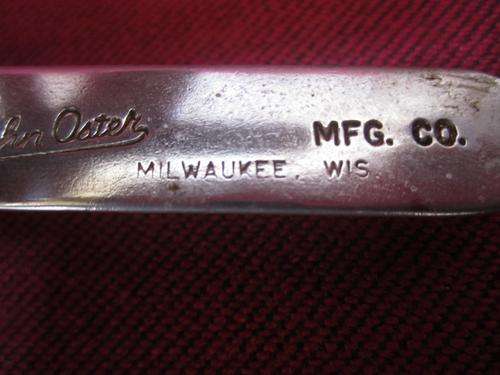 Oster MFG. CO.
MILWAUKEE, WIS